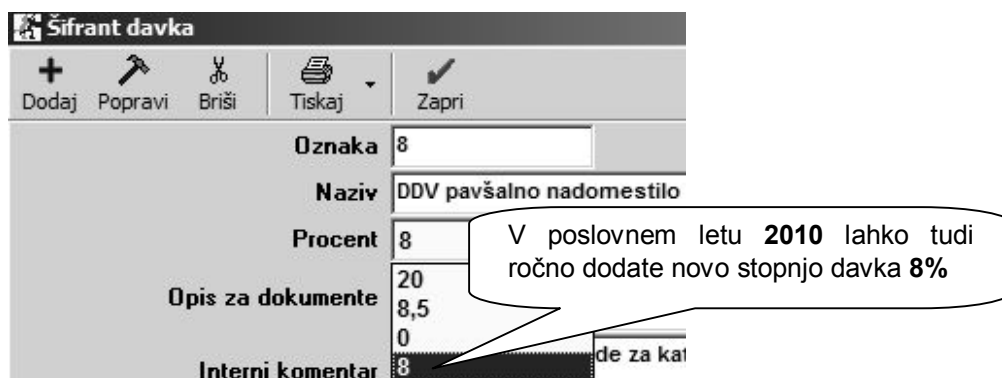 Šifrant davka
Dodaj Popravi Briši Tiskaj Zapri
Oznaka 8
Naziv DDV pavšalno nadomestilo
Procent 8
V poslovnem letu 2010 lahko tudi
ročno dodate novo stopnjo davka 8%
20
Opis za dokumente
8,5
0
de za kat
Interni komentar 8